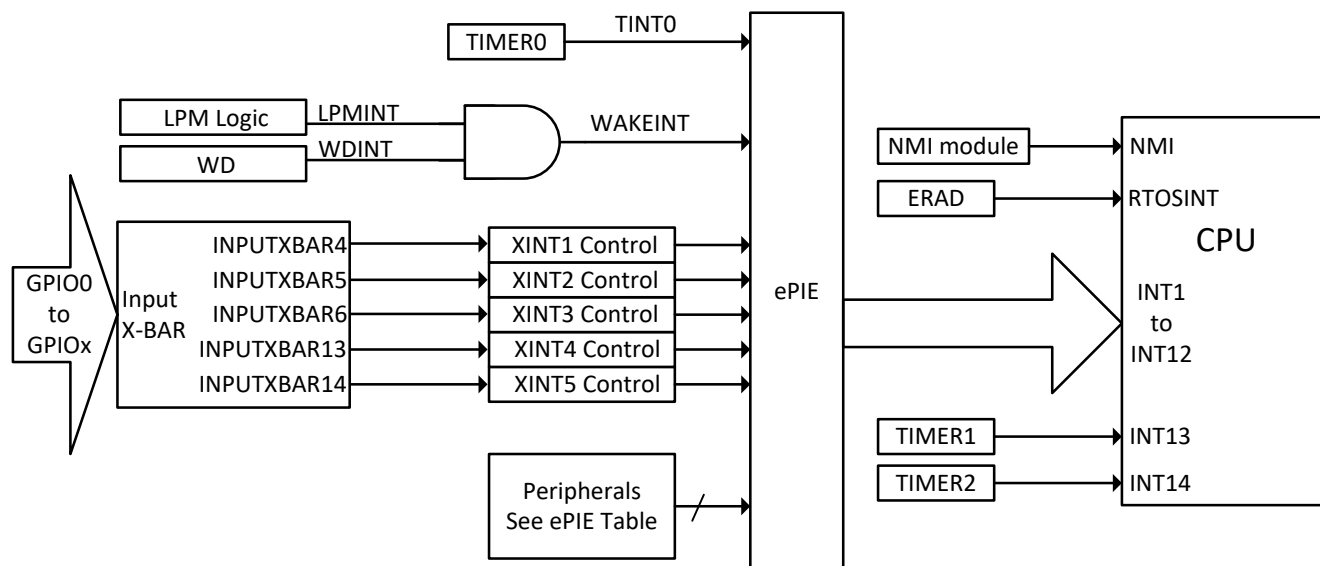 TIMER0
TINT0
LPM Logic
LPMINT
WD
WDINT
WAKEINT
GPIO0
to
GPIOx
Input
X-BAR
INPUTXBAR4
INPUTXBAR5
INPUTXBAR6
INPUTXBAR13
INPUTXBAR14
XINT1 Control
XINT2 Control
XINT3 Control
XINT4 Control
XINT5 Control
Peripherals
See ePIE Table
ePIE
NMI module
ERAD
TIMER1
TIMER2
NMI
RTOSINT
CPU
INT1
to
INT12
INT13
INT14